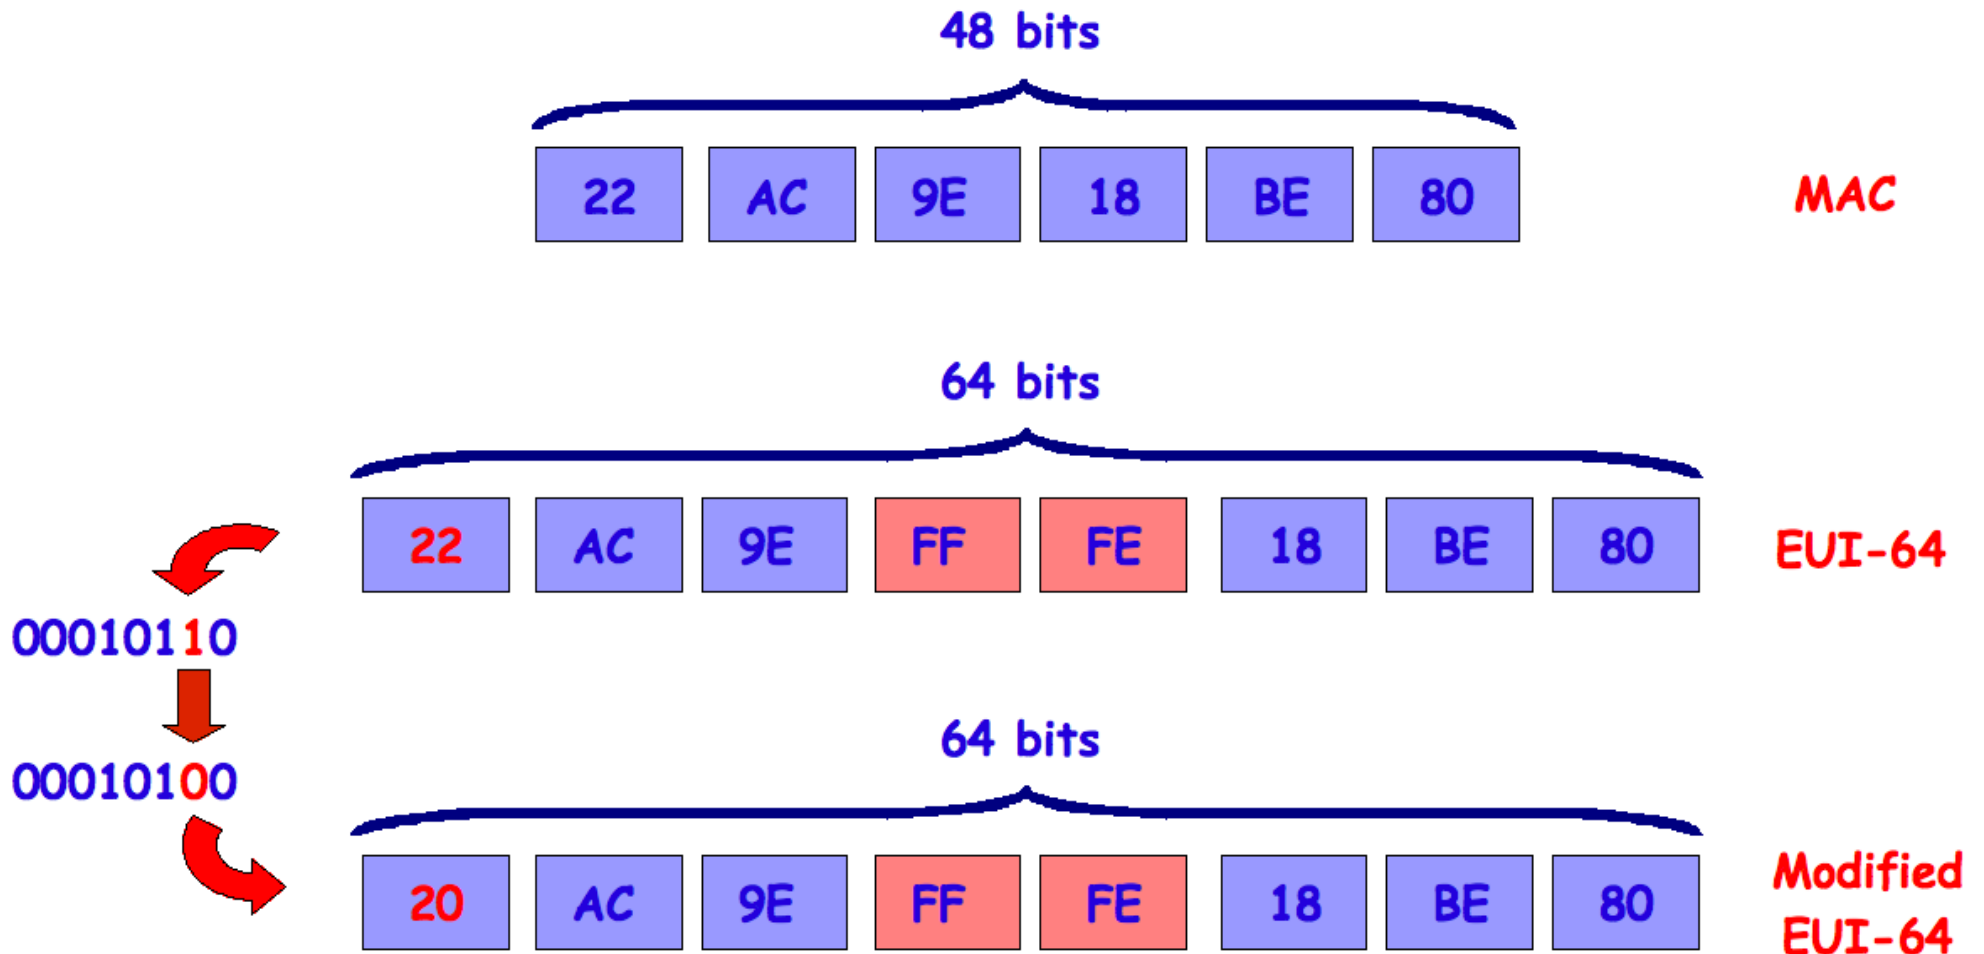 48 bits
22 AC 9E 18 BE 80 MAC
64 bits
22 AC 9E FF FE 18 BE 80 EUI-64
00010110
00010100
64 bits
20 AC 9E FF FE 18 BE 80 Modified
EUI-64